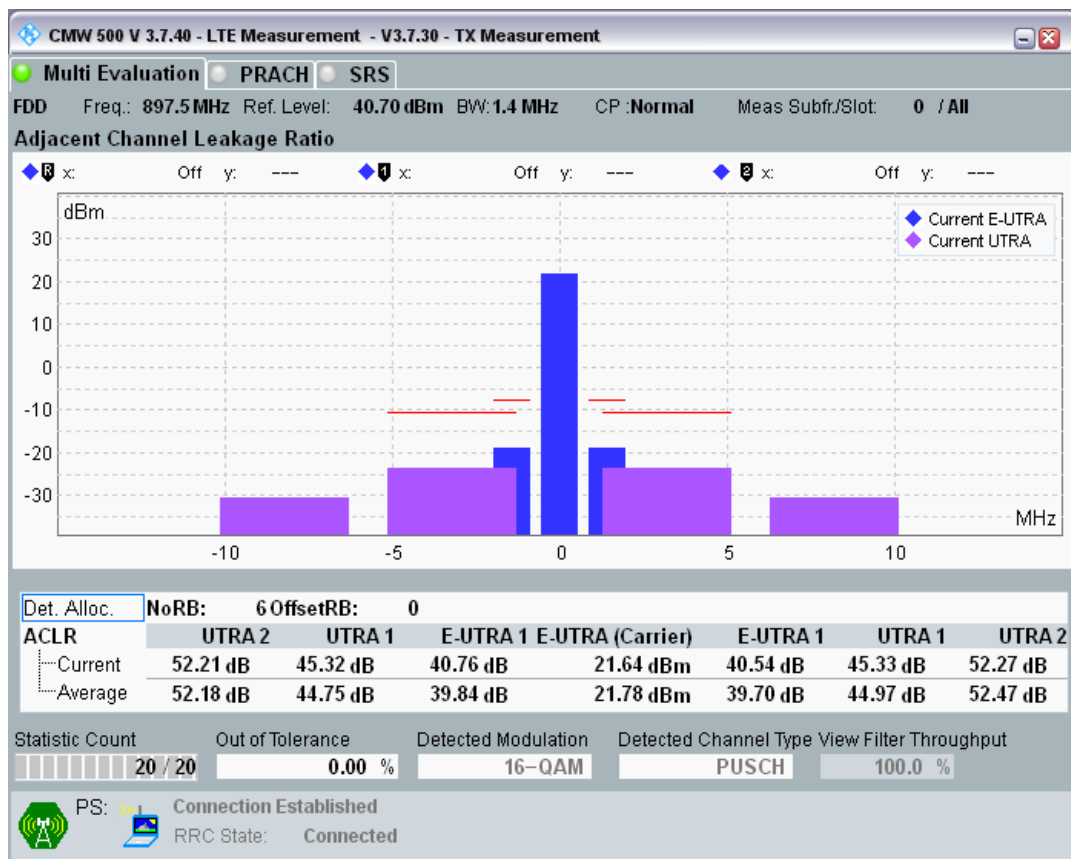 CMW 500 V 3.7.40 - LTE Measurement - V3.7.30 - TX Measurement
Multi Evaluation PRACH SRS
FDD Freq.: 897.5 MHz Ref. Level: 40.70 dBm BW: 1.4 MHz CP :Normal Meas Subfr./Slot: 0 / All
Adjacent Channel Leakage Ratio
R x: Off y: --- 1 x: Off y: --- 2 x: Off y: ---
dBm
Current E-UTRA
Current UTRA
30
20
10
0
-10
-20
-30
MHz
-10 -5 0 5 10
Det. Alloc. NoRB: 6 OffsetRB: 0
ACLR UTRA 2 UTRA 1 E-UTRA 1 E-UTRA (Carrier) E-UTRA 1 UTRA 1 UTRA 2
Current 52.21 dB 45.32 dB 40.76 dB 21.64 dBm 40.54 dB 45.33 dB 52.27 dB
Average 52.18 dB 44.75 dB 39.84 dB 21.78 dBm 39.70 dB 44.97 dB 52.47 dB
Statistic Count Out of Tolerance Detected Modulation Detected Channel Type View Filter Throughput
20 / 20 0.00 % 16-QAM PUSCH 100.0 %
PS: Connection Established
RRC State: Connected